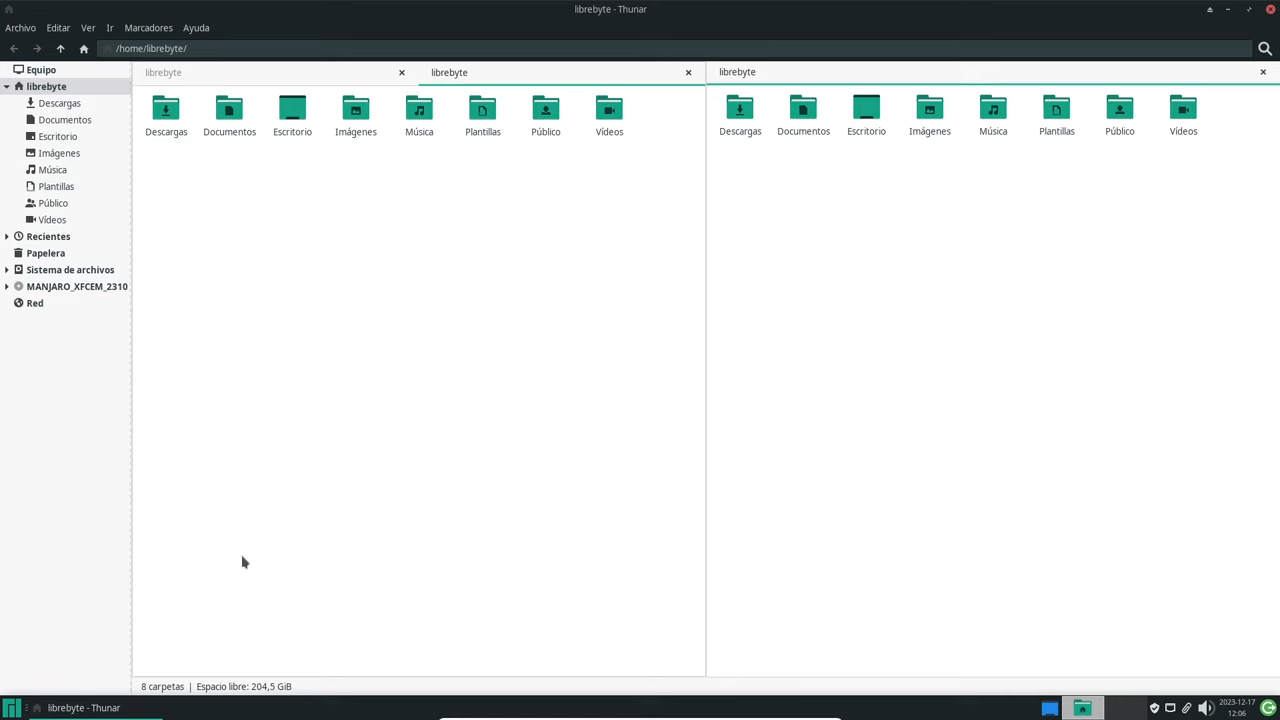 librebyte - Thunar
Archivo Editar Ver Ir Marcadores Ayuda
/home/librebyte/
Equipo
librebyte
Descargas
Documentos
Escritorio
Imágenes
Música
Plantillas
Público
Vídeos
Recientes
Papelera
Sistema de archivos
MANJARO_XFCEM_2310
Red
librebyte
librebyte
Descargas Documentos Escritorio Imágenes Música Plantillas Público Vídeos
librebyte
Descargas Documentos Escritorio Imágenes Música Plantillas Público Vídeos
8 carpetas | Espacio libre: 204,5 GiB
librebyte - Thunar
2023-12-17
12:06